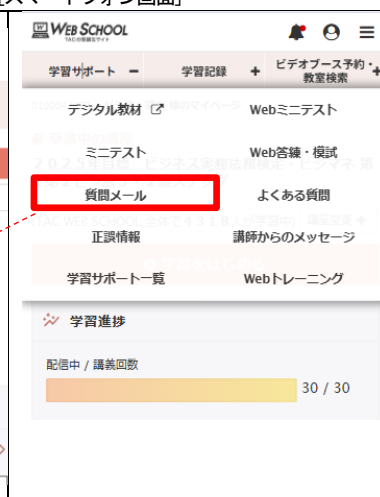 [スマートフォン画面]
WEB SCHOOL
TACの受講生サイト
学習サポート − 学習記録 + ビデオブース予約・教室検索 +
デジタル教材 Webミニテスト
ミニテスト Web答練・模試
質問メール よくある質問
正誤情報 講師からのメッセージ
学習サポート一覧 Webトレーニング
学習進捗
配信中 / 講義回数
30 / 30